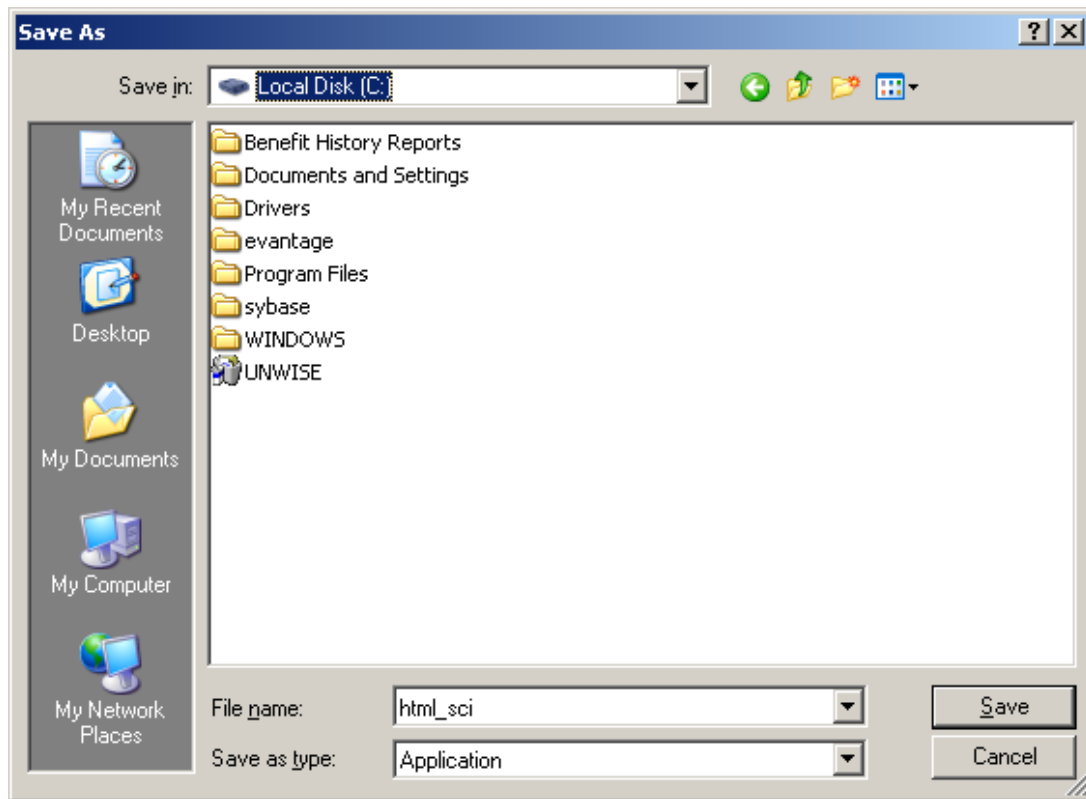 Save As
Save in:
Local Disk (C:)
Benefit History Reports
Documents and Settings
Drivers
evantage
Program Files
sybase
WINDOWS
UNWISE
My Recent
Documents
Desktop
My Documents
My Computer
My Network
Places
File name:
html_sci
Save
Save as type:
Application
Cancel